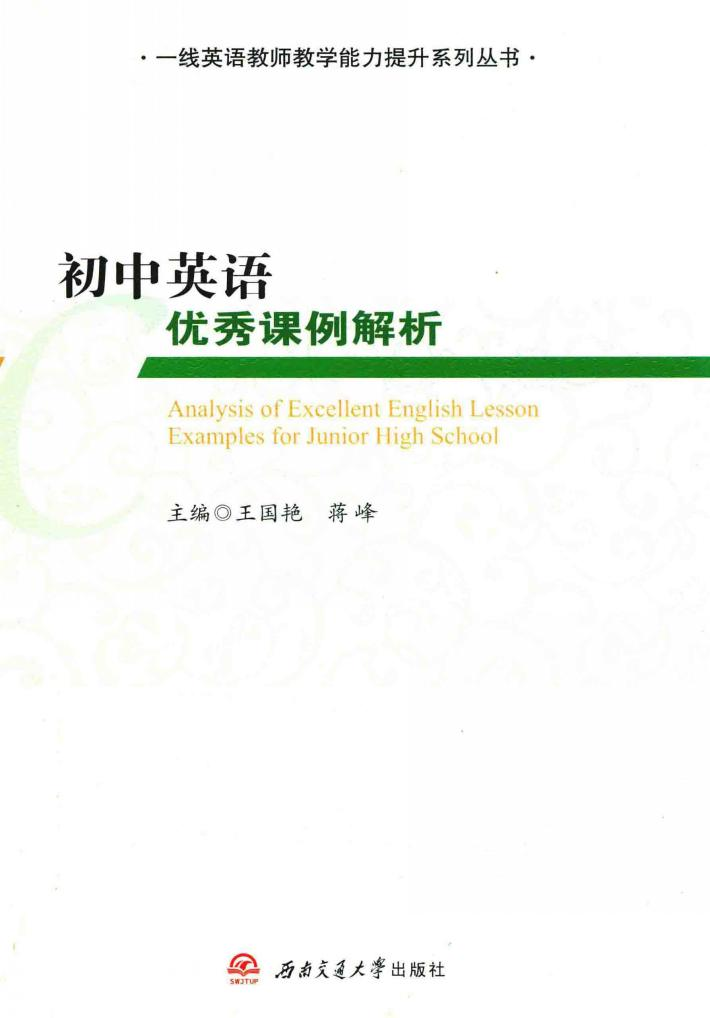 ·一线英语教师教学能力提升系列丛书·
初中英语
优秀课例解析
Analysis of Excellent English Lesson
Examples for Junior High School
主编◎王国艳 蒋峰
西南交通大学出版社
SWJTUP